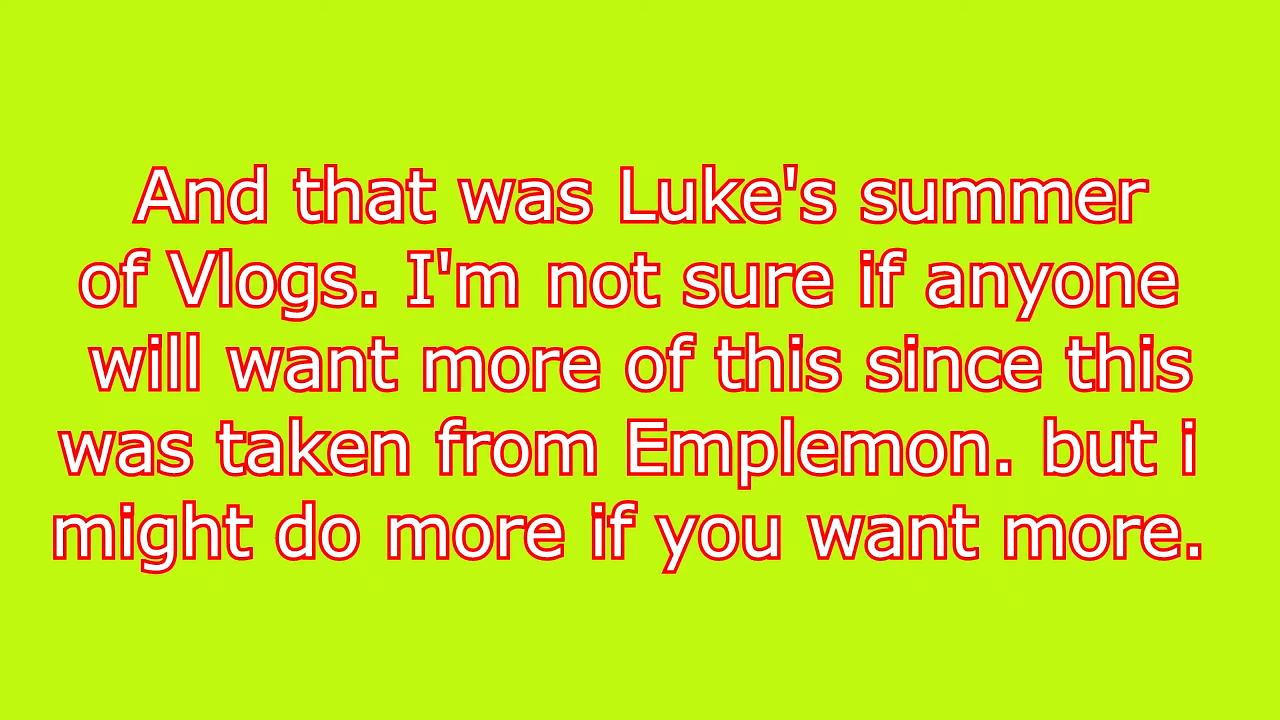 And that was Luke's summer
of Vlogs. I'm not sure if anyone
will want more of this since this
was taken from Emplemon. but i
might do more if you want more.